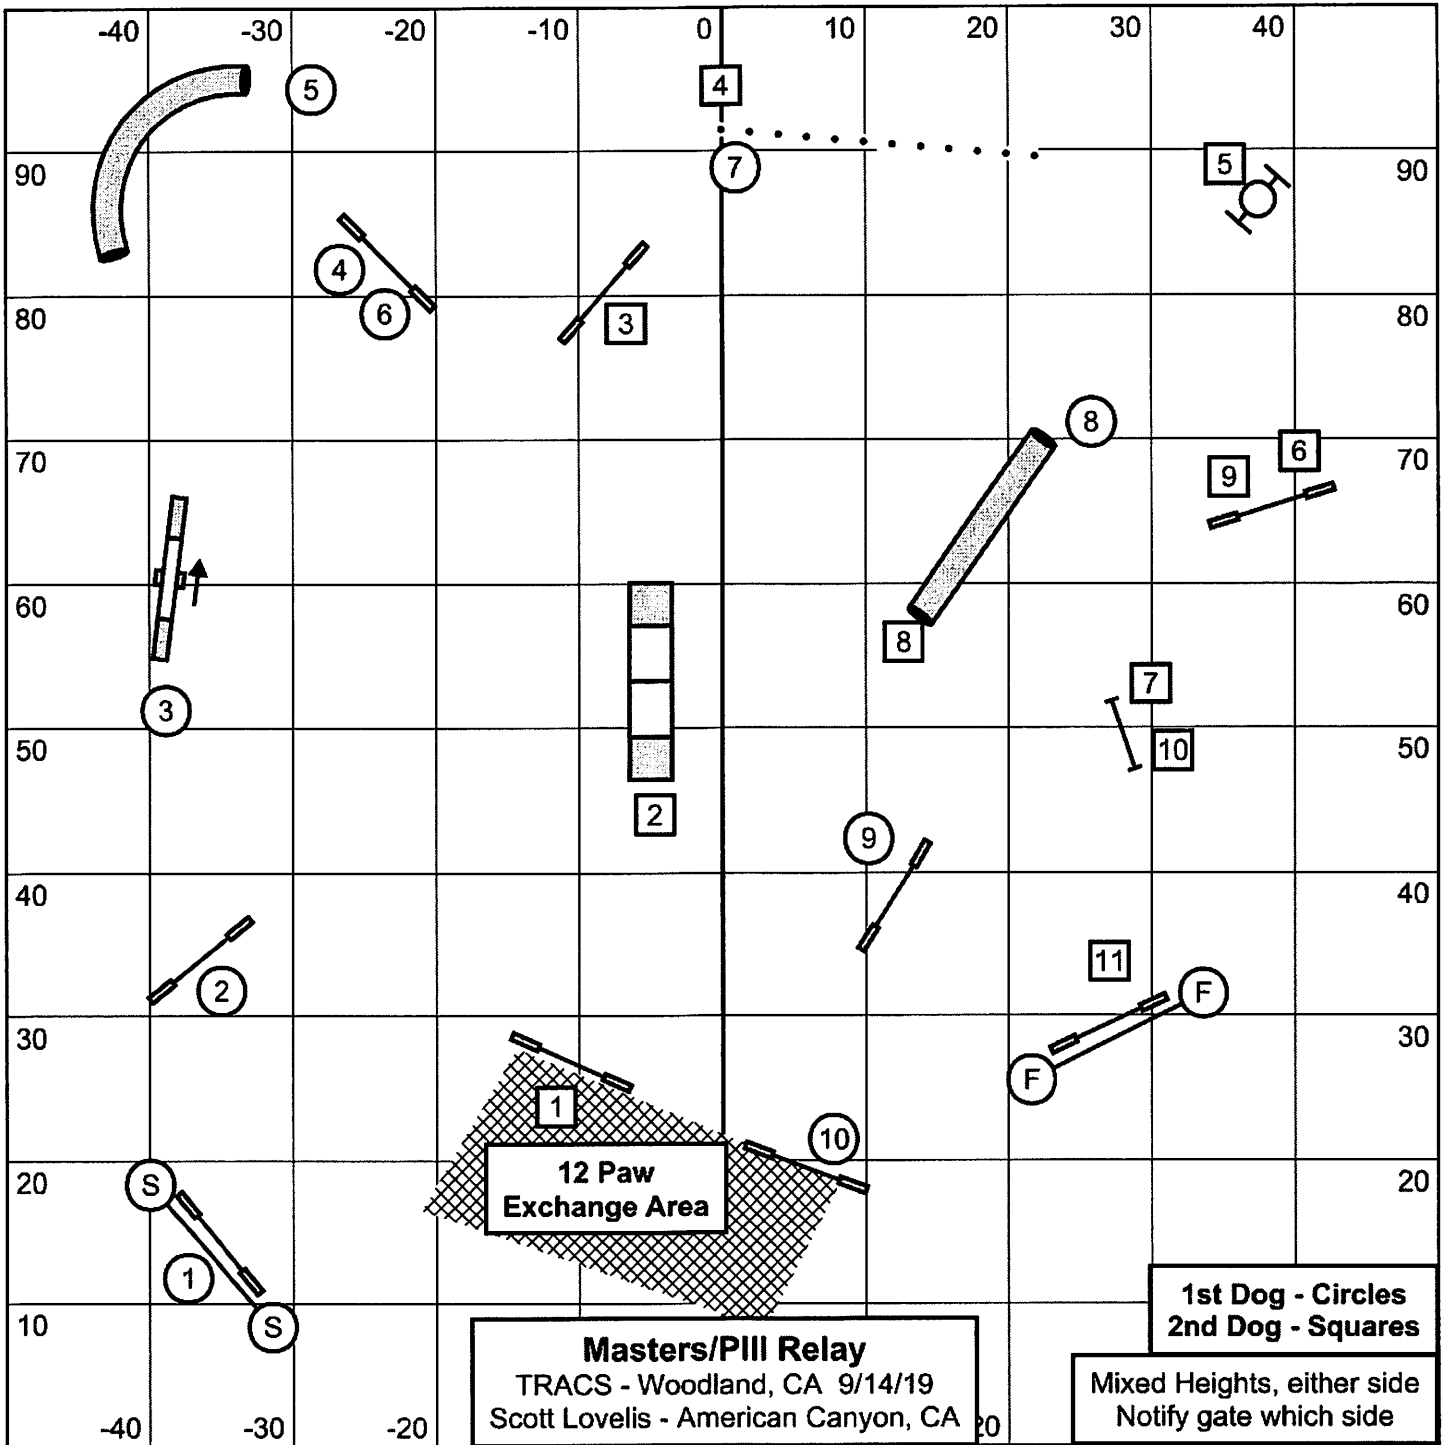 -40 -30 -20 -10 0 10 20 30 40
5
4
7
5
90 90
4
6
3
80 80
8
6
9
70 70
60 60
8
3
7
10
50 50
2
9
40 40
11
2
F
30 30
F
1
10
12 Paw
Exchange Area
20 20
S
1
S
10
1st Dog - Circles
2nd Dog - Squares
Masters/PIII Relay
TRACS - Woodland, CA 9/14/19
Scott Lovelis - American Canyon, CA
Mixed Heights, either side
Notify gate which side
-40 -30 -20 20